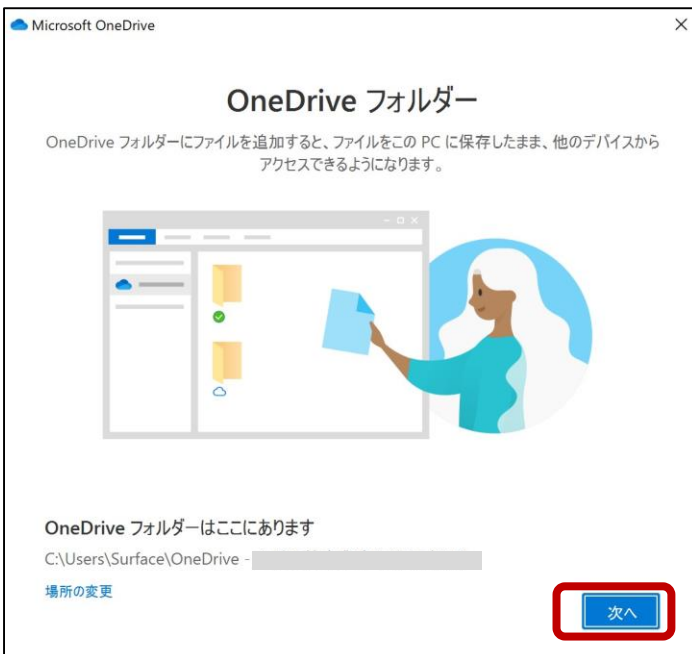 Microsoft OneDrive
OneDrive フォルダー
OneDrive フォルダーにファイルを追加すると、ファイルをこの PC に保存したまま、他のデバイスから
アクセスできるようになります。
OneDrive フォルダーはここにあります
C:\Users\Surface\OneDrive -
場所の変更
次へ